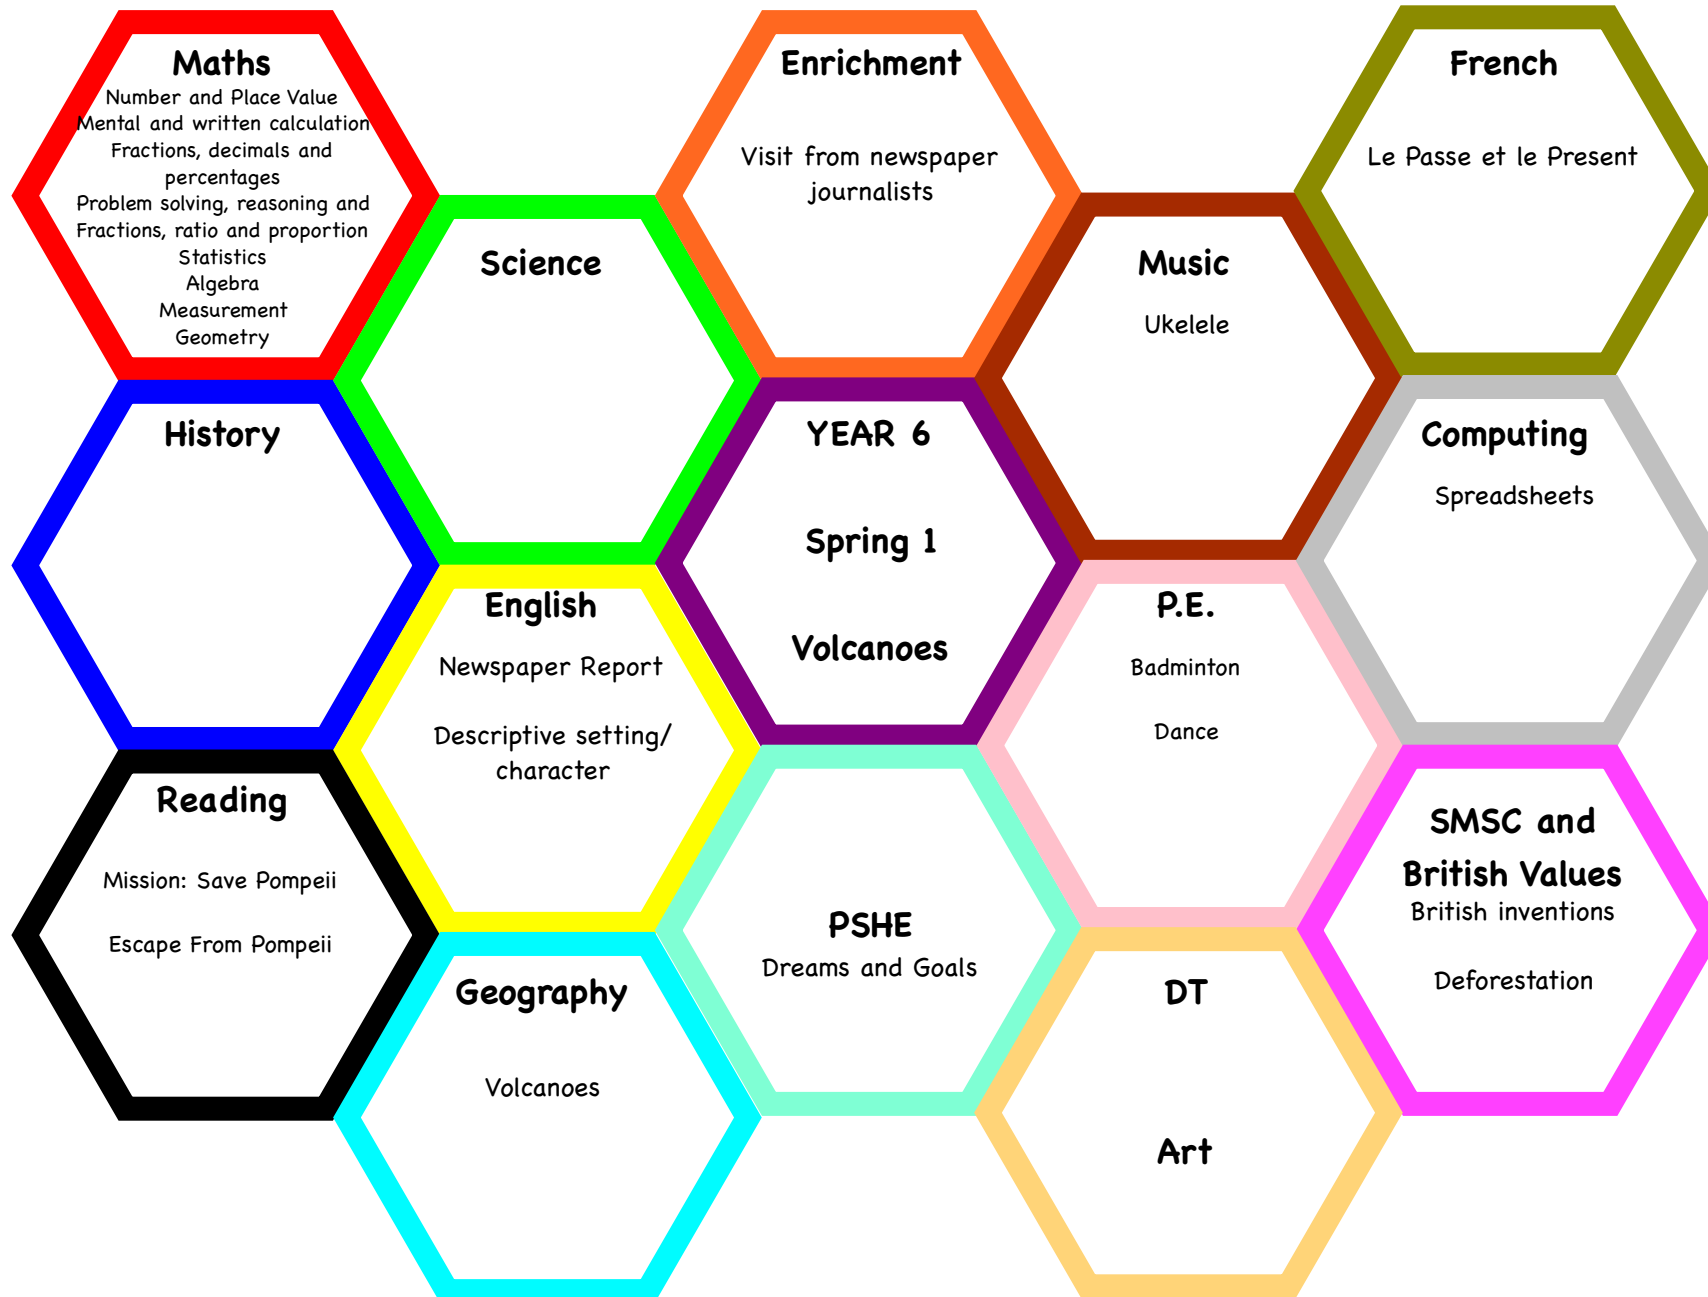 Maths
Number and Place Value
Mental and written calculation
Fractions, decimals and
percentages
Problem solving, reasoning and
Fractions, ratio and proportion
Statistics
Algebra
Measurement
Geometry
Enrichment
Visit from newspaper
journalists
French
Le Passe et le Present
Science
Music
Ukelele
History
YEAR 6
Spring 1
Volcanoes
Computing
Spreadsheets
English
Newspaper Report
Descriptive setting/
character
P.E.
Badminton
Dance
Reading
Mission: Save Pompeii
Escape From Pompeii
PSHE
Dreams and Goals
SMSC and
British Values
British inventions
Deforestation
Geography
Volcanoes
DT
Art